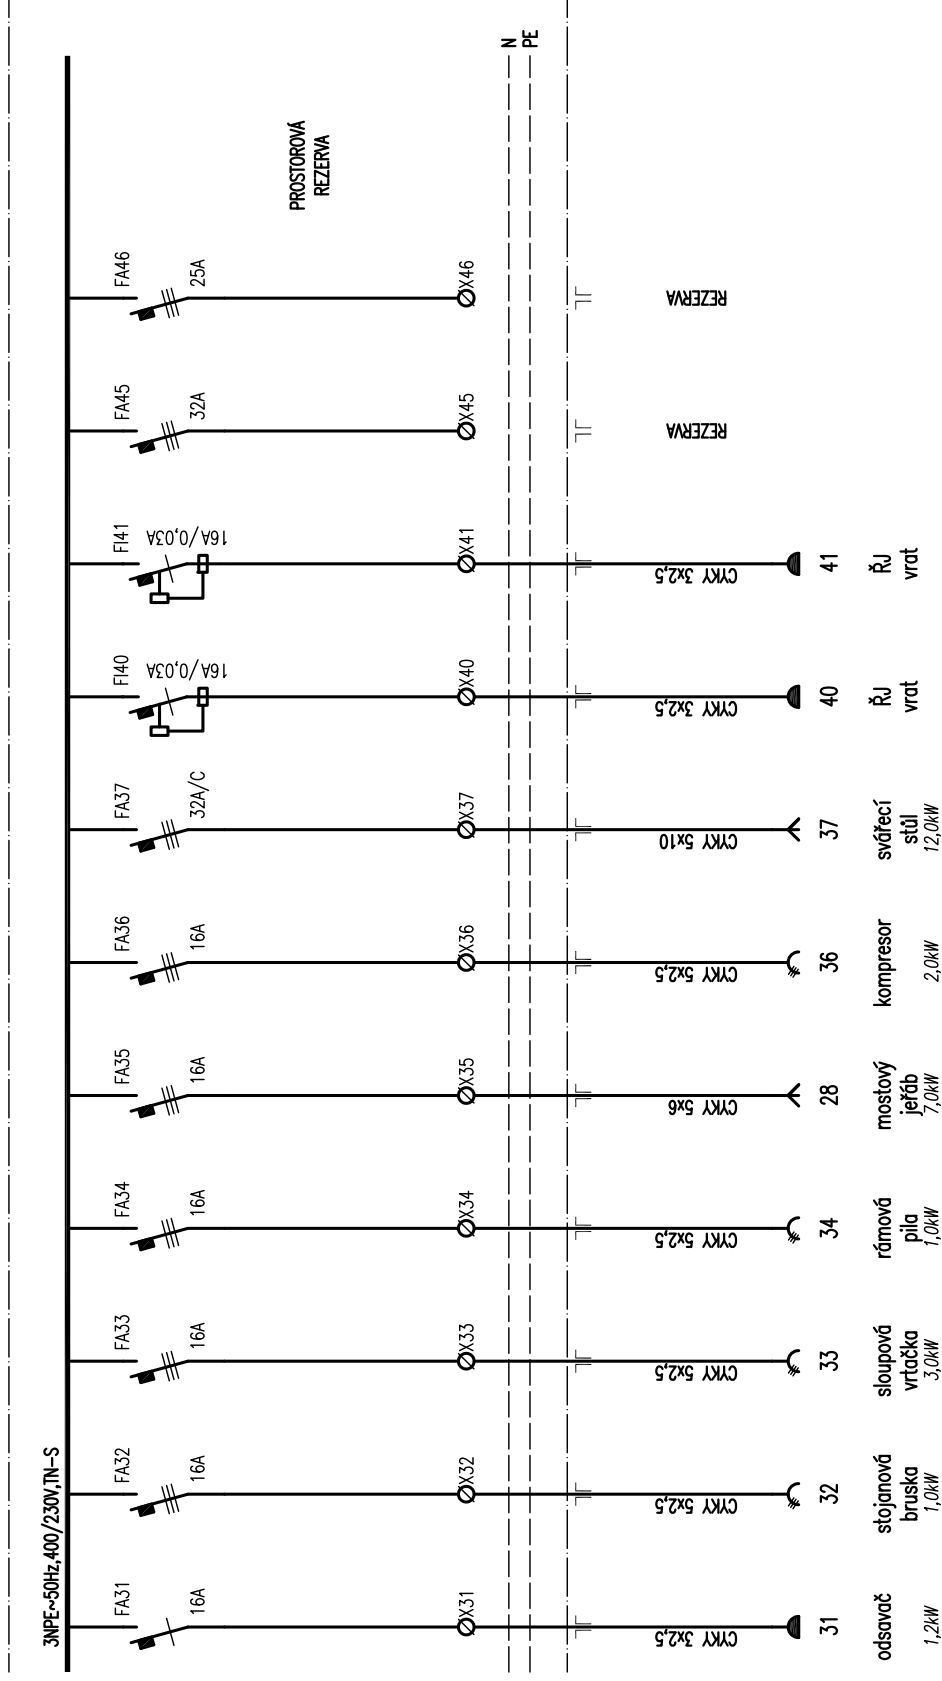 3NPE~50Hz,400/230V,TN-S
FA31
16A
X31
CYKY 3x2,5
31
odsavač
1,2kW
FA32
16A
X32
CYKY 5x2,5
32
stojanová
bruska
1,0kW
FA33
16A
X33
CYKY 5x2,5
33
sloupová
vrtačka
3,0kW
FA34
16A
X34
CYKY 5x2,5
34
rámová
pila
1,0kW
FA35
16A
X35
CYKY 5x6
28
mostový
jeřáb
7,0kW
FA36
16A
X36
CYKY 5x2,5
36
kompresor
2,0kW
FA37
32A/C
X37
CYKY 5x10
37
svářecí
stůl
12,0kW
FI40
16A/0,03A
X40
CYKY 3x2,5
40
ŘJ
vrat
FI41
16A/0,03A
X41
CYKY 3x2,5
41
ŘJ
vrat
FA45
32A
X45
REZERVA
FA46
25A
X46
REZERVA
PROSTOROVÁ
REZERVA
N
PE